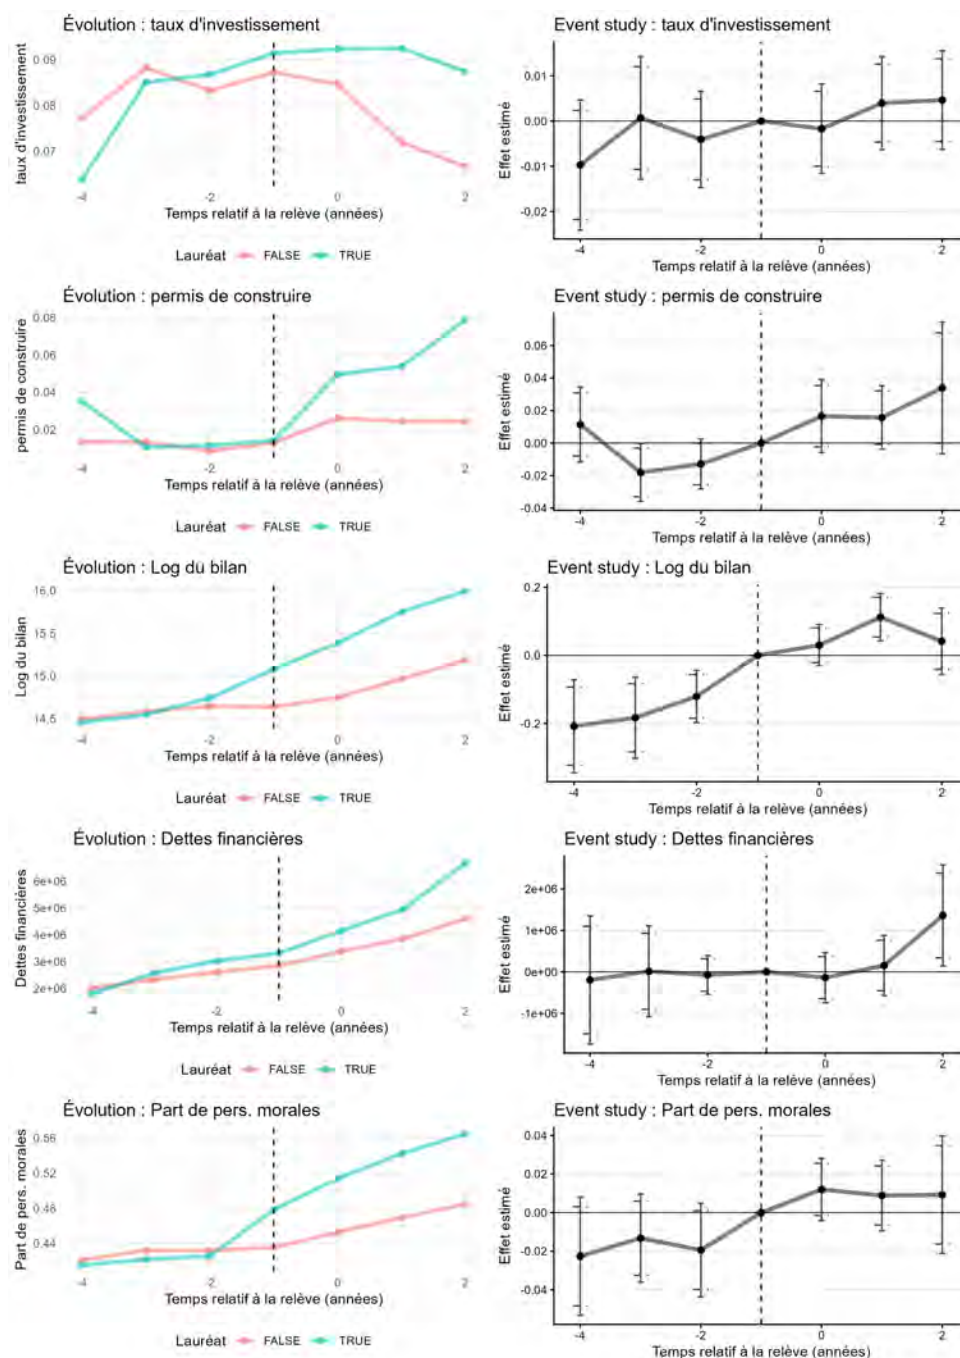 Évolution : taux d'investissement
taux d'investissement
0.09
0.08
0.07
-4
-2
0
2
Temps relatif à la relève (années)
Lauréat FALSE TRUE
Event study : taux d'investissement
Effet estimé
0.01
0.00
-0.01
-0.02
-4
-2
0
2
Temps relatif à la relève (années)
Évolution : permis de construire
permis de construire
0.08
0.06
0.04
0.02
-4
-2
0
2
Temps relatif à la relève (années)
Lauréat FALSE TRUE
Event study : permis de construire
Effet estimé
0.06
0.04
0.02
0.00
-0.02
-0.04
-4
-2
0
2
Temps relatif à la relève (années)
Évolution : Log du bilan
Log du bilan
16.0
15.5
15.0
14.5
-4
-2
0
2
Temps relatif à la relève (années)
Lauréat FALSE TRUE
Event study : Log du bilan
Effet estimé
0.2
0.0
-0.2
-4
-2
0
2
Temps relatif à la relève (années)
Évolution : Dettes financières
Dettes financières
6e+06
5e+06
4e+06
3e+06
2e+06
-4
-2
0
2
Temps relatif à la relève (années)
Lauréat FALSE TRUE
Event study : Dettes financières
Effet estimé
2e+06
1e+06
0e+00
-1e+06
-4
-2
0
2
Temps relatif à la relève (années)
Évolution : Part de pers. morales
Part de pers. morales
0.56
0.52
0.48
0.44
-4
-2
0
2
Temps relatif à la relève (années)
Lauréat FALSE TRUE
Event study : Part de pers. morales
Effet estimé
0.04
0.02
0.00
-0.02
-0.04
-4
-2
0
2
Temps relatif à la relève (années)